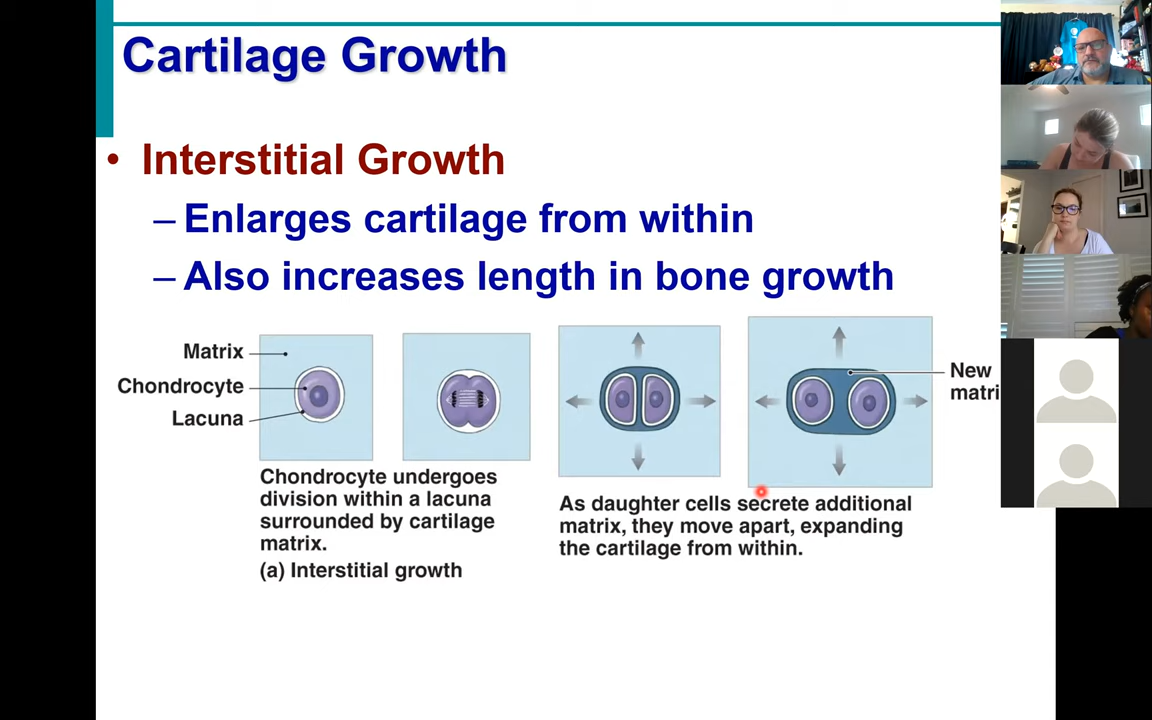 Cartilage Growth
• Interstitial Growth
– Enlarges cartilage from within
– Also increases length in bone growth
Matrix
Chondrocyte
Lacuna
New
matri
Chondrocyte undergoes
division within a lacuna
surrounded by cartilage
matrix.
(a) Interstitial growth
As daughter cells secrete additional
matrix, they move apart, expanding
the cartilage from within.